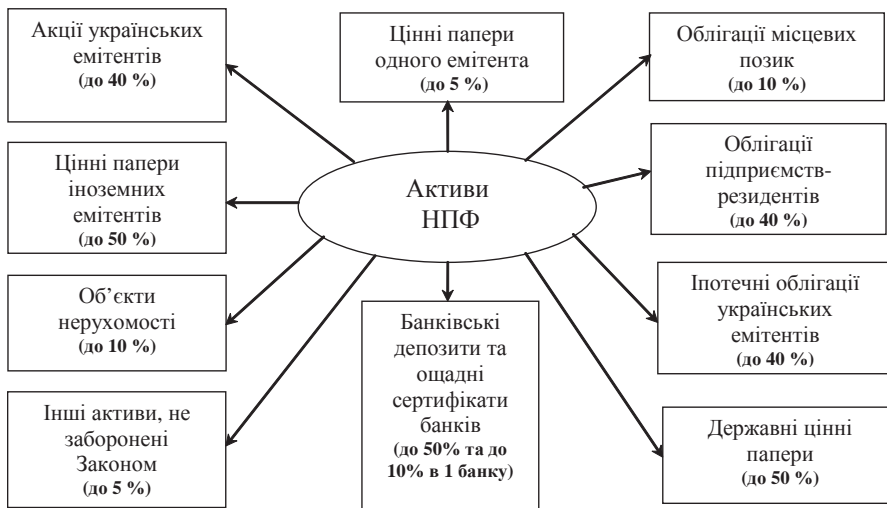 Акції українських
емітентів
(до 40 %)
Цінні папери
одного емітента
(до 5 %)
Облігації місцевих
позик
(до 10 %)
Цінні папери
іноземних
емітентів
(до 50 %)
Активи
НПФ
Облігації
підприємств-
резидентів
(до 40 %)
Об’єкти
нерухомості
(до 10 %)
Банківські
депозити та
ощадні
сертифікати
банків
(до 50% та до
10% в 1 банку)
Іпотечні облігації
українських
емітентів
(до 40 %)
Інші активи, не
заборонені
Законом
(до 5 %)
Державні цінні
папери
(до 50 %)